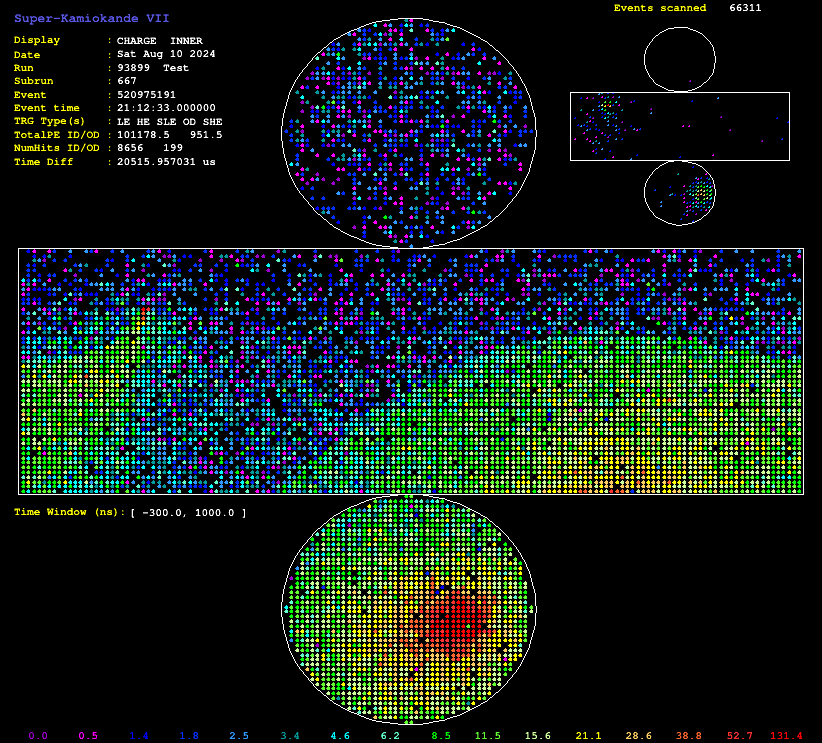 Events scanned 66311
Super-Kamiokande VII
Display : CHARGE INNER
Date : Sat Aug 10 2024
Run : 93899 Test
Subrun : 667
Event : 520975191
Event time : 21:12:33.000000
TRG Type(s) : LE HE SLE OD SHE
TotalPE ID/OD : 101178.5 951.5
NumHits ID/OD : 8656 199
Time Diff : 20515.957031 us
Time Window (ns): [ -300.0, 1000.0 ]
0.0 0.5 1.4 1.8 2.5 3.4 4.6 6.2 8.5 11.5 15.6 21.1 28.6 38.8 52.7 131.4